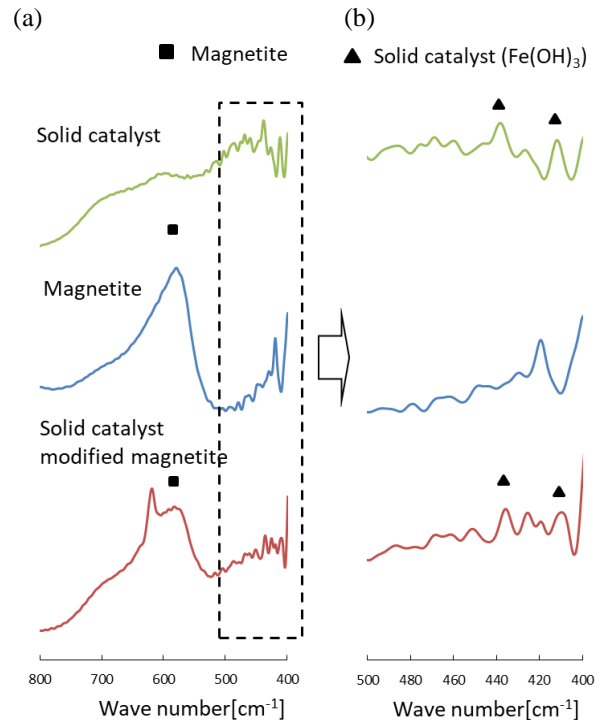 (a)
(b)
■ Magnetite
▲ Solid catalyst (Fe(OH)₃)
Solid catalyst
Magnetite
Solid catalyst
modified magnetite
800 700 600 500 400
500 480 460 440 420 400
Wave number[cm⁻¹]
Wave number[cm⁻¹]